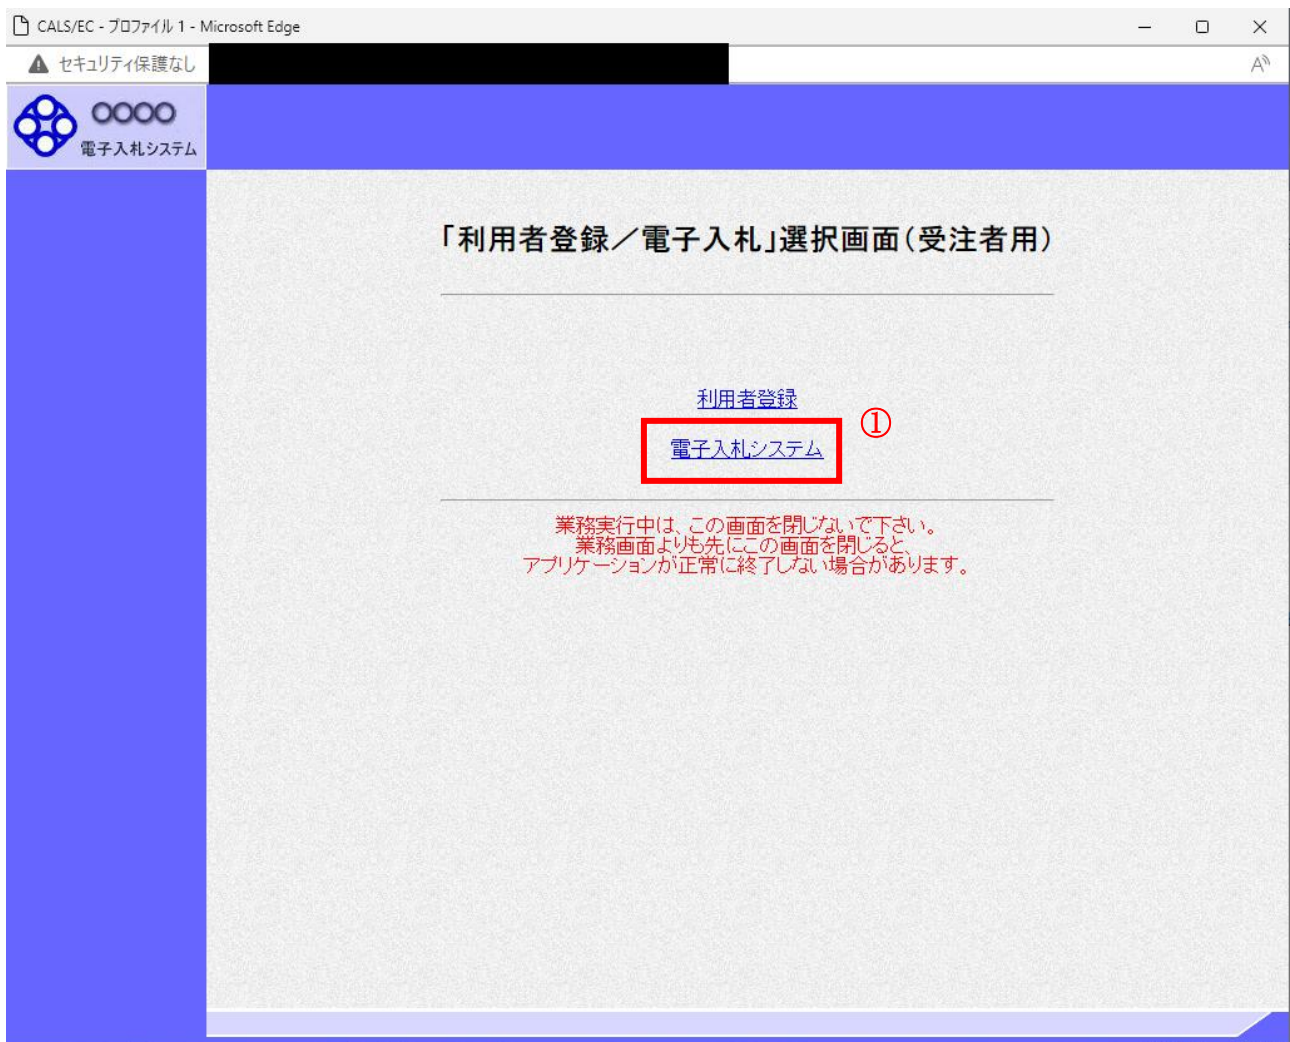 CALS/EC - プロファイル 1 - Microsoft Edge
セキュリティ保護なし
○○○○
電子入札システム
「利用者登録／電子入札」選択画面（受注者用）
利用者登録
①
電子入札システム
業務実行中は、この画面を閉じないで下さい。
業務画面よりも先にこの画面を閉じると、
アプリケーションが正常に終了しない場合があります。